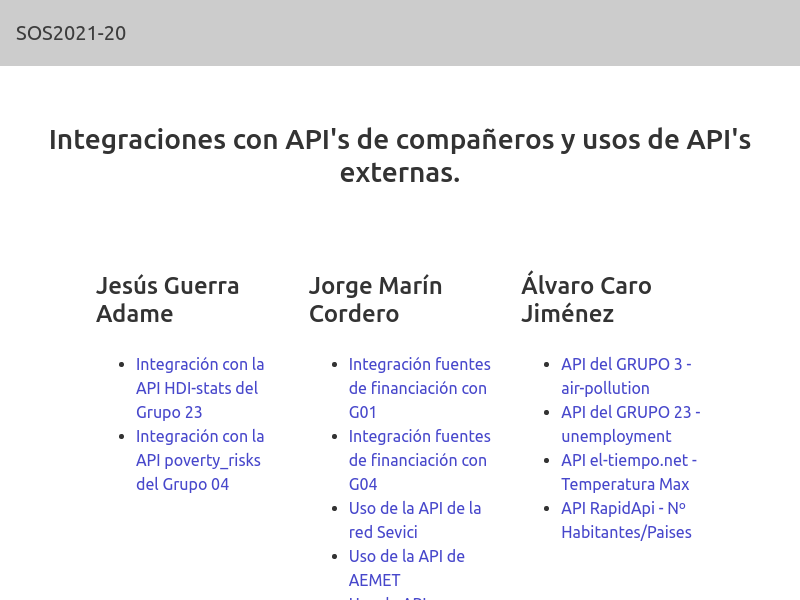 SOS2021-20
Integraciones con API's de compañeros y usos de API's
externas.
Jesús Guerra
Adame
Integración con la
API HDI-stats del
Grupo 23
Integración con la
API poverty_risks
del Grupo 04
Jorge Marín
Cordero
Integración fuentes
de financiación con
G01
Integración fuentes
de financiación con
G04
Uso de la API de la
red Sevici
Uso de la API de
AEMET
Álvaro Caro
Jiménez
API del GRUPO 3 -
air-pollution
API del GRUPO 23 -
unemployment
API el-tiempo.net -
Temperatura Max
API RapidApi - Nº
Habitantes/Paises